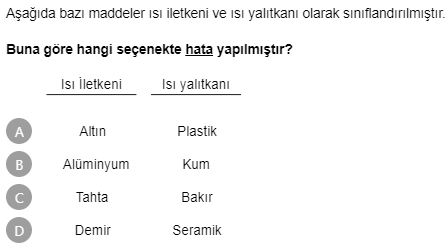 Aşağıda bazı maddeler ısı iletkeni ve ısı yalıtkanı olarak sınıflandırılmıştır.
Buna göre hangi seçenekte hata yapılmıştır?
Isı İletkeni Isı yalıtkanı
A Altın Plastik
B Alüminyum Kum
C Tahta Bakır
D Demir Seramik